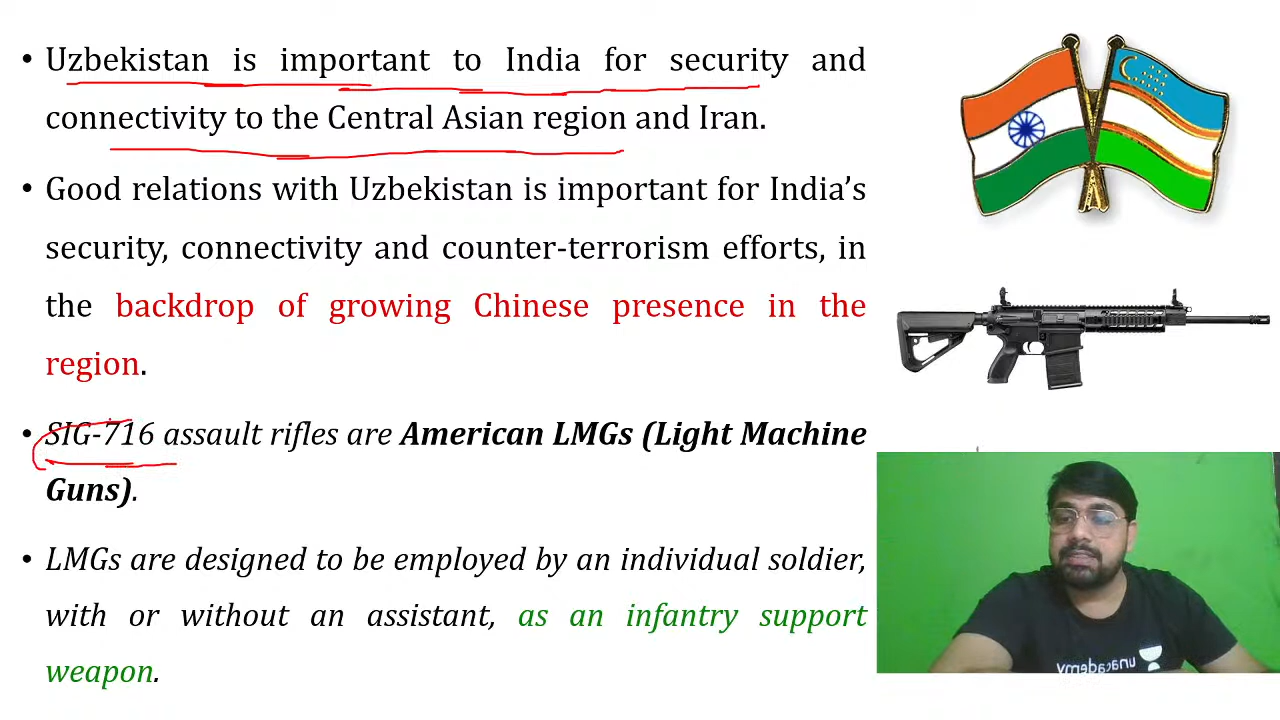 • Uzbekistan is important to India for security and
connectivity to the Central Asian region and Iran.
• Good relations with Uzbekistan is important for India’s
security, connectivity and counter-terrorism efforts, in
the backdrop of growing Chinese presence in the
region.
• SIG-716 assault rifles are American LMGs (Light Machine
Guns).
• LMGs are designed to be employed by an individual soldier,
with or without an assistant, as an infantry support
weapon.
unacademy